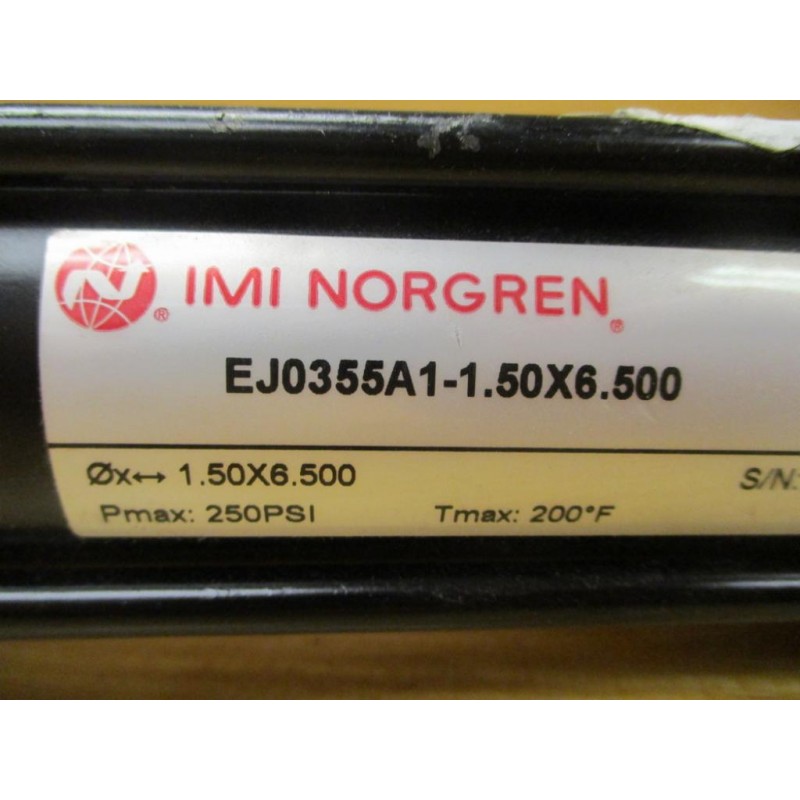 IMI NORGREN®
EJ0355A1-1.50X6.500
Øx↔ 1.50X6.500 S/N:
Pmax: 250PSI Tmax: 200°F